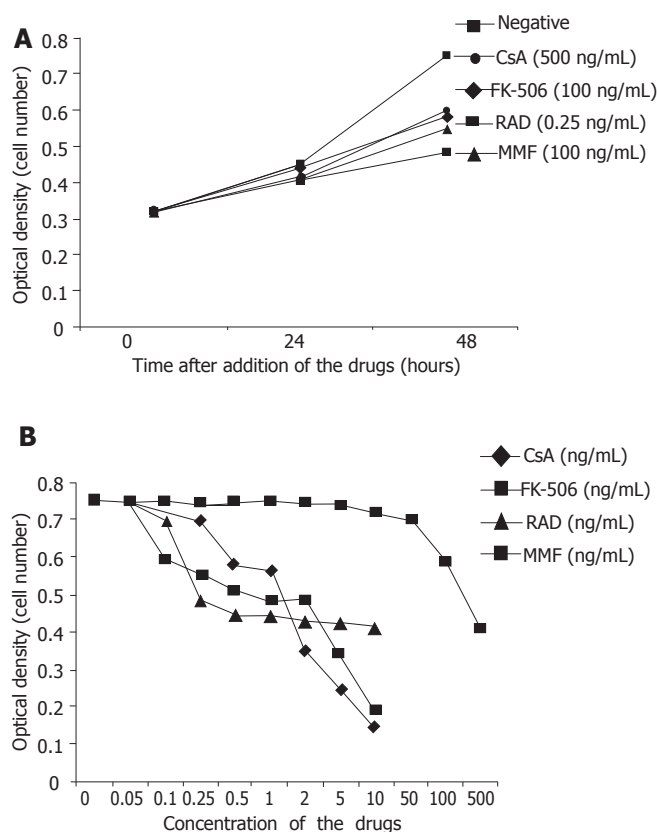 A
Optical density (cell number)
0.8
0.7
0.6
0.5
0.4
0.3
0.2
0.1
0
0 24 48
Time after addition of the drugs (hours)
Negative
CsA (500 ng/mL)
FK-506 (100 ng/mL)
RAD (0.25 ng/mL)
MMF (100 ng/mL)
B
Optical density (cell number)
0.8
0.7
0.6
0.5
0.4
0.3
0.2
0.1
0
0 0.05 0.1 0.25 0.5 1 2 5 10 50 100 500
Concentration of the drugs
CsA (ng/mL)
FK-506 (ng/mL)
RAD (ng/mL)
MMF (ng/mL)